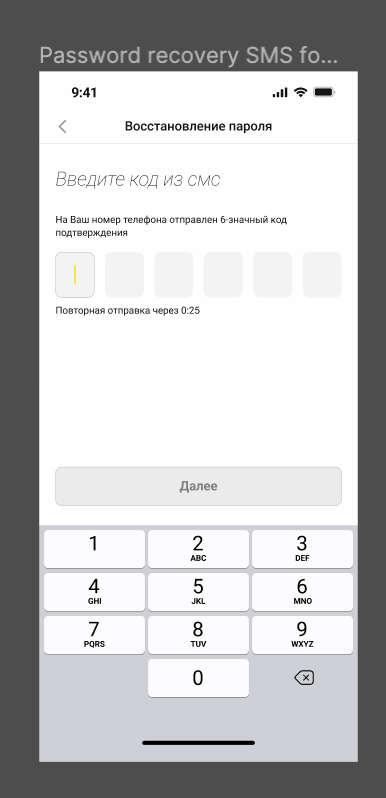 Password recovery SMS fo...
9:41
Восстановление пароля
Введите код из смс
На Ваш номер телефона отправлен 6-значный код
подтверждения
Повторная отправка через 0:25
Далее
1
2
ABC
3
DEF
4
GHI
5
JKL
6
MNO
7
PQRS
8
TUV
9
WXYZ
0